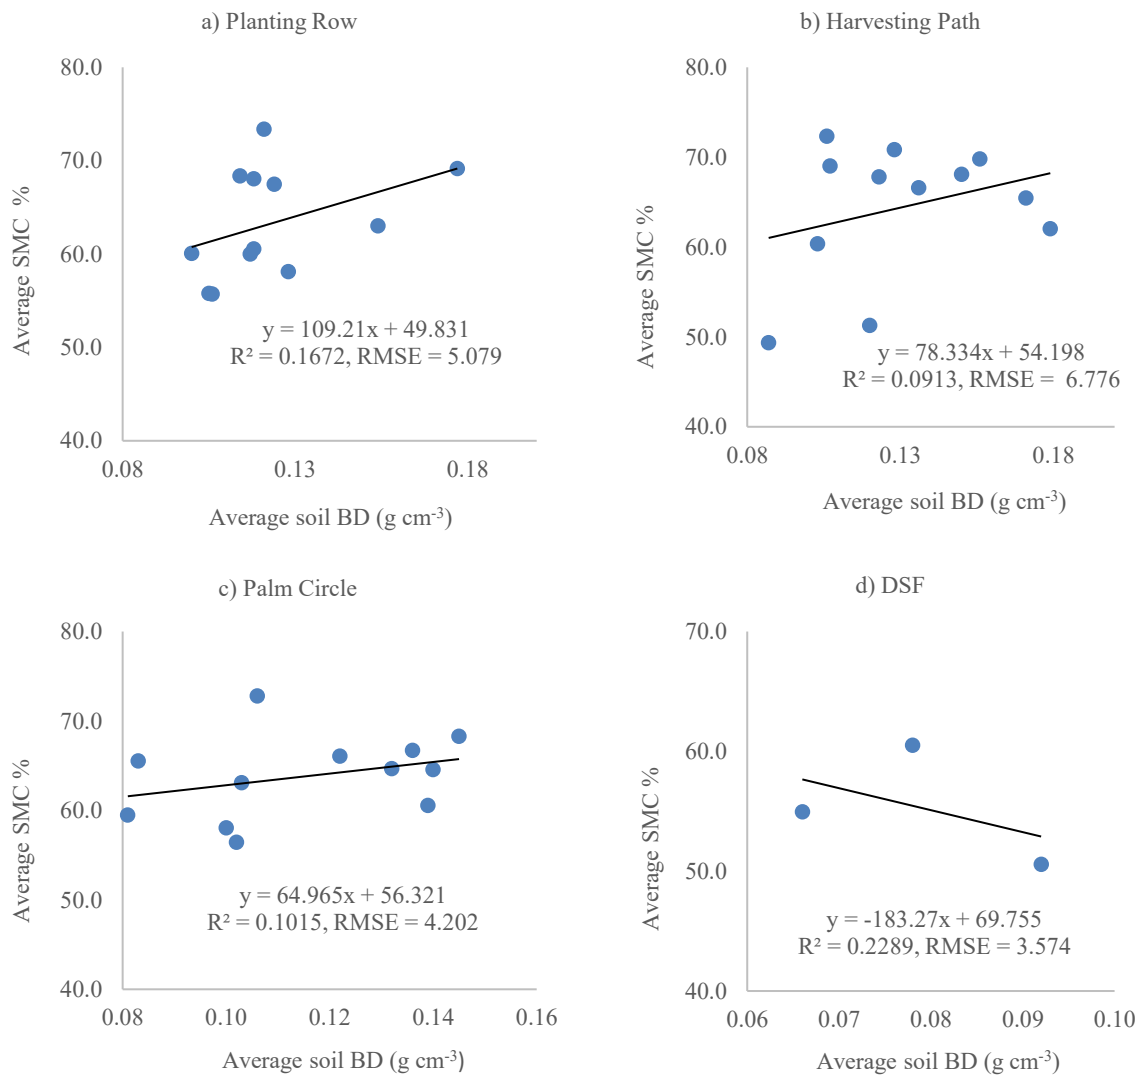 a) Planting Row
80.0
70.0
60.0
50.0
40.0
Average SMC %
y = 109.21x + 49.831
R² = 0.1672, RMSE = 5.079
0.08
0.13
0.18
Average soil BD (g cm-3)
b) Harvesting Path
80.0
70.0
60.0
50.0
40.0
Average SMC %
y = 78.334x + 54.198
R² = 0.0913, RMSE = 6.776
0.08
0.13
0.18
Average soil BD (g cm-3)
c) Palm Circle
80.0
70.0
60.0
50.0
40.0
Average SMC %
y = 64.965x + 56.321
R² = 0.1015, RMSE = 4.202
0.08
0.10
0.12
0.14
0.16
Average soil BD (g cm-3)
d) DSF
70.0
60.0
50.0
40.0
Average SMC %
y = -183.27x + 69.755
R² = 0.2289, RMSE = 3.574
0.06
0.07
0.08
0.09
0.10
Average soil BD (g cm-3)